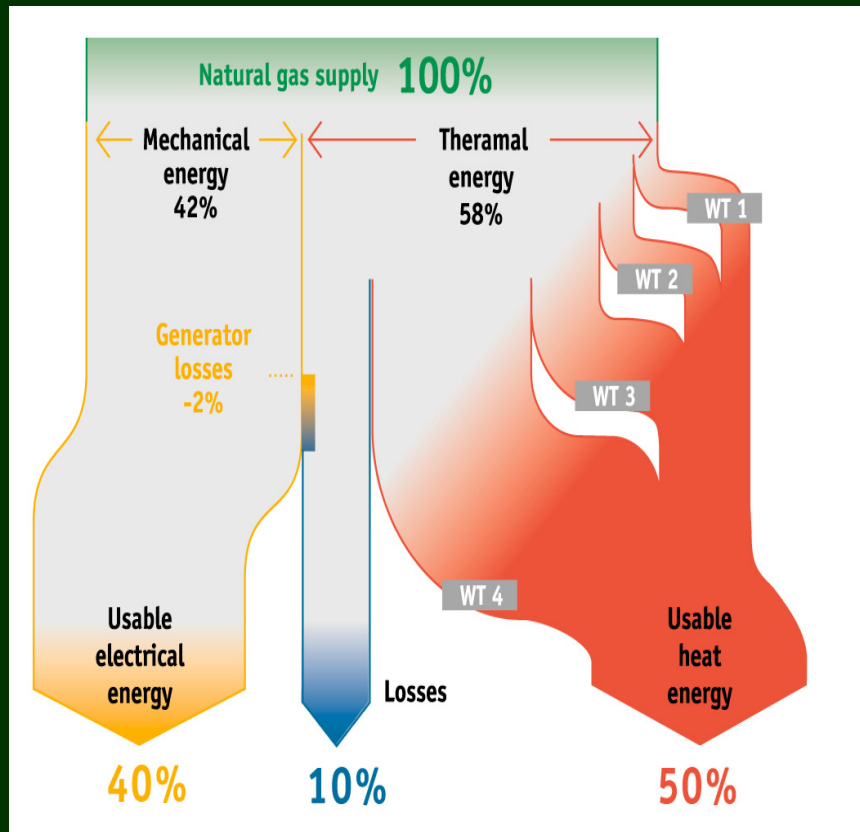 Natural gas supply 100%
Mechanical
energy
42%
Theramal
energy
58%
WT 1
WT 2
Generator
losses
-2%
WT 3
WT 4
Usable
electrical
energy
Losses
Usable
heat
energy
40%
10%
50%